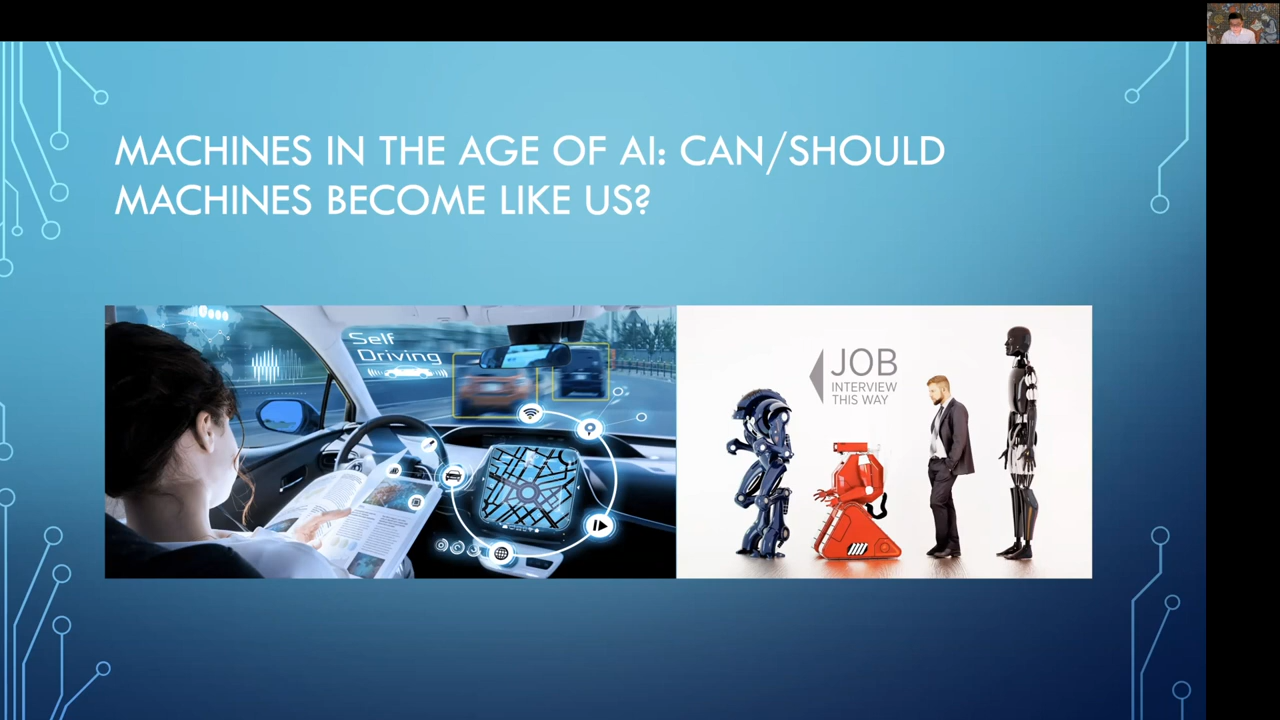 MACHINES IN THE AGE OF AI: CAN/SHOULD
MACHINES BECOME LIKE US?
Self
Driving
JOB
INTERVIEW
THIS WAY